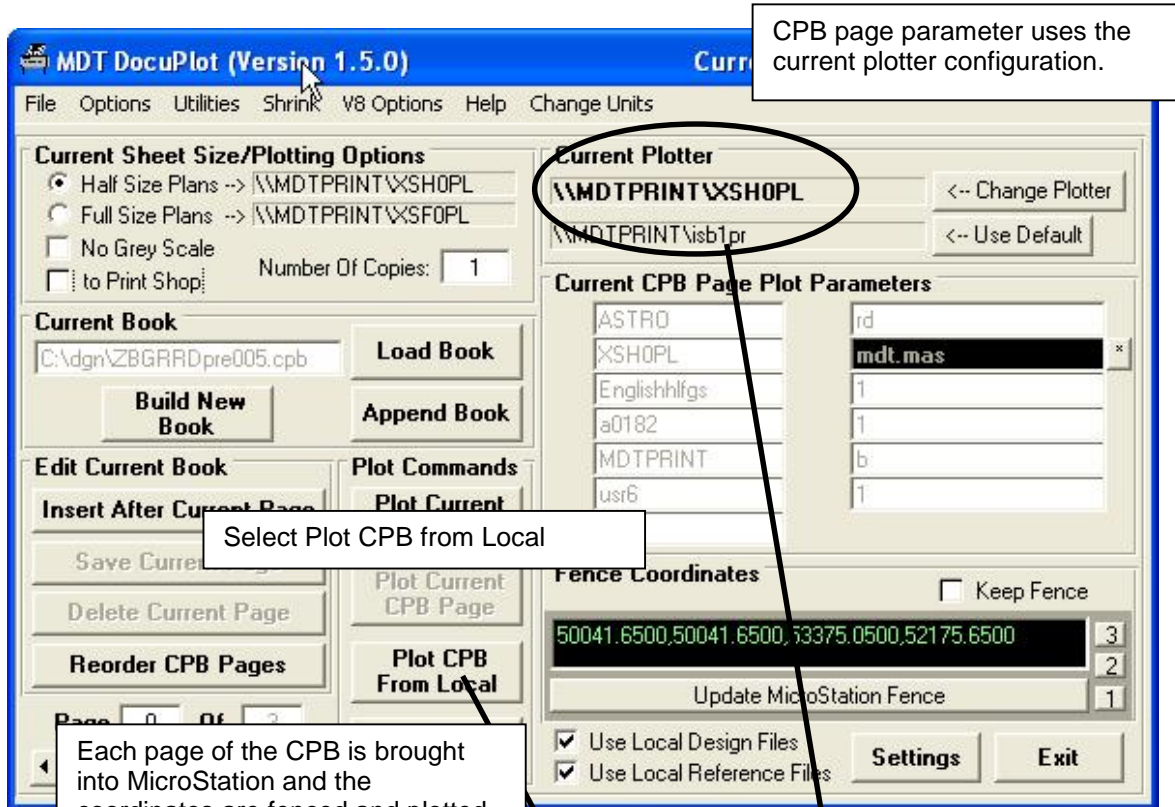 CPB page parameter uses the
current plotter configuration.
MDT DocuPlot (Version 1.5.0)
File Options Utilities Shrink V8 Options Help Change Units
Current Sheet Size/Plotting Options
Half Size Plans --> \\MDTPRINT\XSH0PL
Full Size Plans --> \\MDTPRINT\XSF0PL
No Grey Scale
to Print Shop
Number Of Copies: 1
Current Plotter
\\MDTPRINT\XSH0PL
<-- Change Plotter
\\MDTPRINT\isb1pr
<-- Use Default
Current Book
C:\dgn\ZBGRRDpre005.cpb
Load Book
Build New
Book
Append Book
Current CPB Page Plot Parameters
ASTRO rd
XSH0PL mdt.mas *
Englishhlfgs 1
a0182 1
MDTPRINT b
usr6 1
Edit Current Book
Insert After Current Page
Save
Delete Current Page
Reorder CPB Pages
Plot Commands
Plot Current
Select Plot CPB from Local
Plot Current
CPB Page
Plot CPB
From Local
Fence Coordinates
Keep Fence
50041.6500,50041.6500,53375.0500,52175.6500
3
2
1
Update MicroStation Fence
Page 0 Of 3
Each page of the CPB is brought
into MicroStation and the
coordinates are fenced and plotted
Use Local Design Files
Use Local Reference Files
Settings
Exit